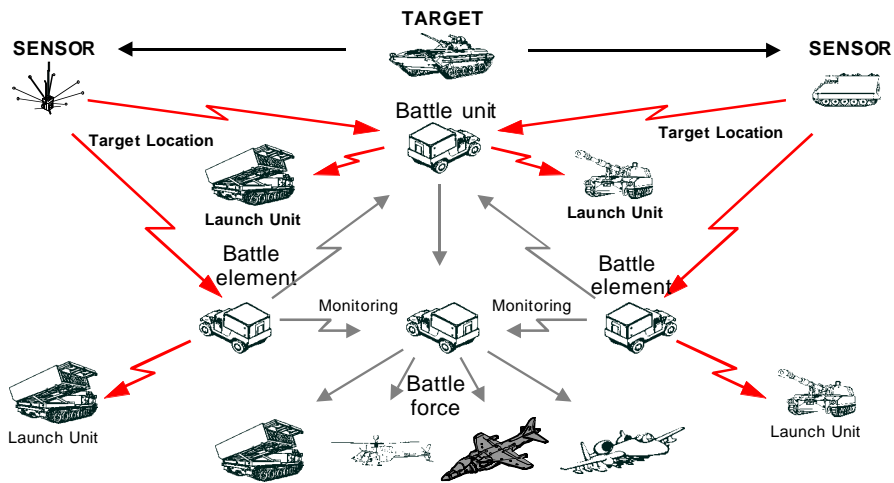 TARGET
SENSOR
SENSOR
Battle unit
Target Location
Target Location
Launch Unit
Launch Unit
Battle
element
Battle
element
Monitoring
Monitoring
Battle
force
Launch Unit
Launch Unit